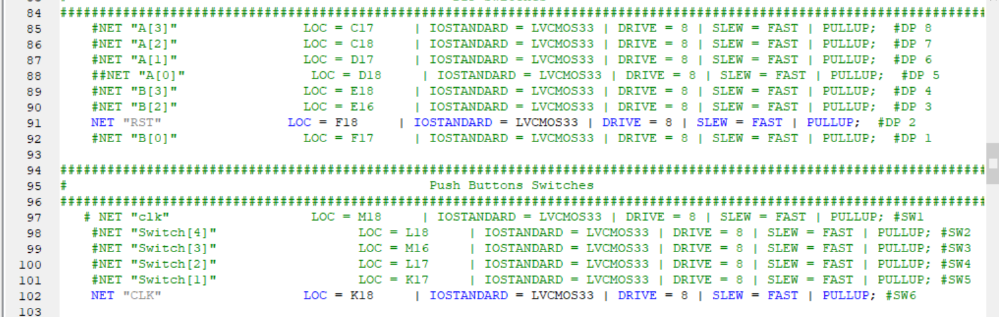 84 ######################################################################################################################
85 #NET "A[3]" LOC = C17 | IOSTANDARD = LVCMOS33 | DRIVE = 8 | SLEW = FAST | PULLUP; #DP 8
86 #NET "A[2]" LOC = C18 | IOSTANDARD = LVCMOS33 | DRIVE = 8 | SLEW = FAST | PULLUP; #DP 7
87 #NET "A[1]" LOC = D17 | IOSTANDARD = LVCMOS33 | DRIVE = 8 | SLEW = FAST | PULLUP; #DP 6
88 ##NET "A[0]" LOC = D18 | IOSTANDARD = LVCMOS33 | DRIVE = 8 | SLEW = FAST | PULLUP; #DP 5
89 #NET "B[3]" LOC = E18 | IOSTANDARD = LVCMOS33 | DRIVE = 8 | SLEW = FAST | PULLUP; #DP 4
90 #NET "B[2]" LOC = E16 | IOSTANDARD = LVCMOS33 | DRIVE = 8 | SLEW = FAST | PULLUP; #DP 3
91 NET "RST" LOC = F18 | IOSTANDARD = LVCMOS33 | DRIVE = 8 | SLEW = FAST | PULLUP; #DP 2
92 #NET "B[0]" LOC = F17 | IOSTANDARD = LVCMOS33 | DRIVE = 8 | SLEW = FAST | PULLUP; #DP 1
93
94 ######################################################################################################################
95 # Push Buttons Switches
96 ######################################################################################################################
97 # NET "clk" LOC = M18 | IOSTANDARD = LVCMOS33 | DRIVE = 8 | SLEW = FAST | PULLUP; #SW1
98 #NET "Switch[4]" LOC = L18 | IOSTANDARD = LVCMOS33 | DRIVE = 8 | SLEW = FAST | PULLUP; #SW2
99 #NET "Switch[3]" LOC = M16 | IOSTANDARD = LVCMOS33 | DRIVE = 8 | SLEW = FAST | PULLUP; #SW3
100 #NET "Switch[2]" LOC = L17 | IOSTANDARD = LVCMOS33 | DRIVE = 8 | SLEW = FAST | PULLUP; #SW4
101 #NET "Switch[1]" LOC = K17 | IOSTANDARD = LVCMOS33 | DRIVE = 8 | SLEW = FAST | PULLUP; #SW5
102 NET "CLK" LOC = K18 | IOSTANDARD = LVCMOS33 | DRIVE = 8 | SLEW = FAST | PULLUP; #SW6
103